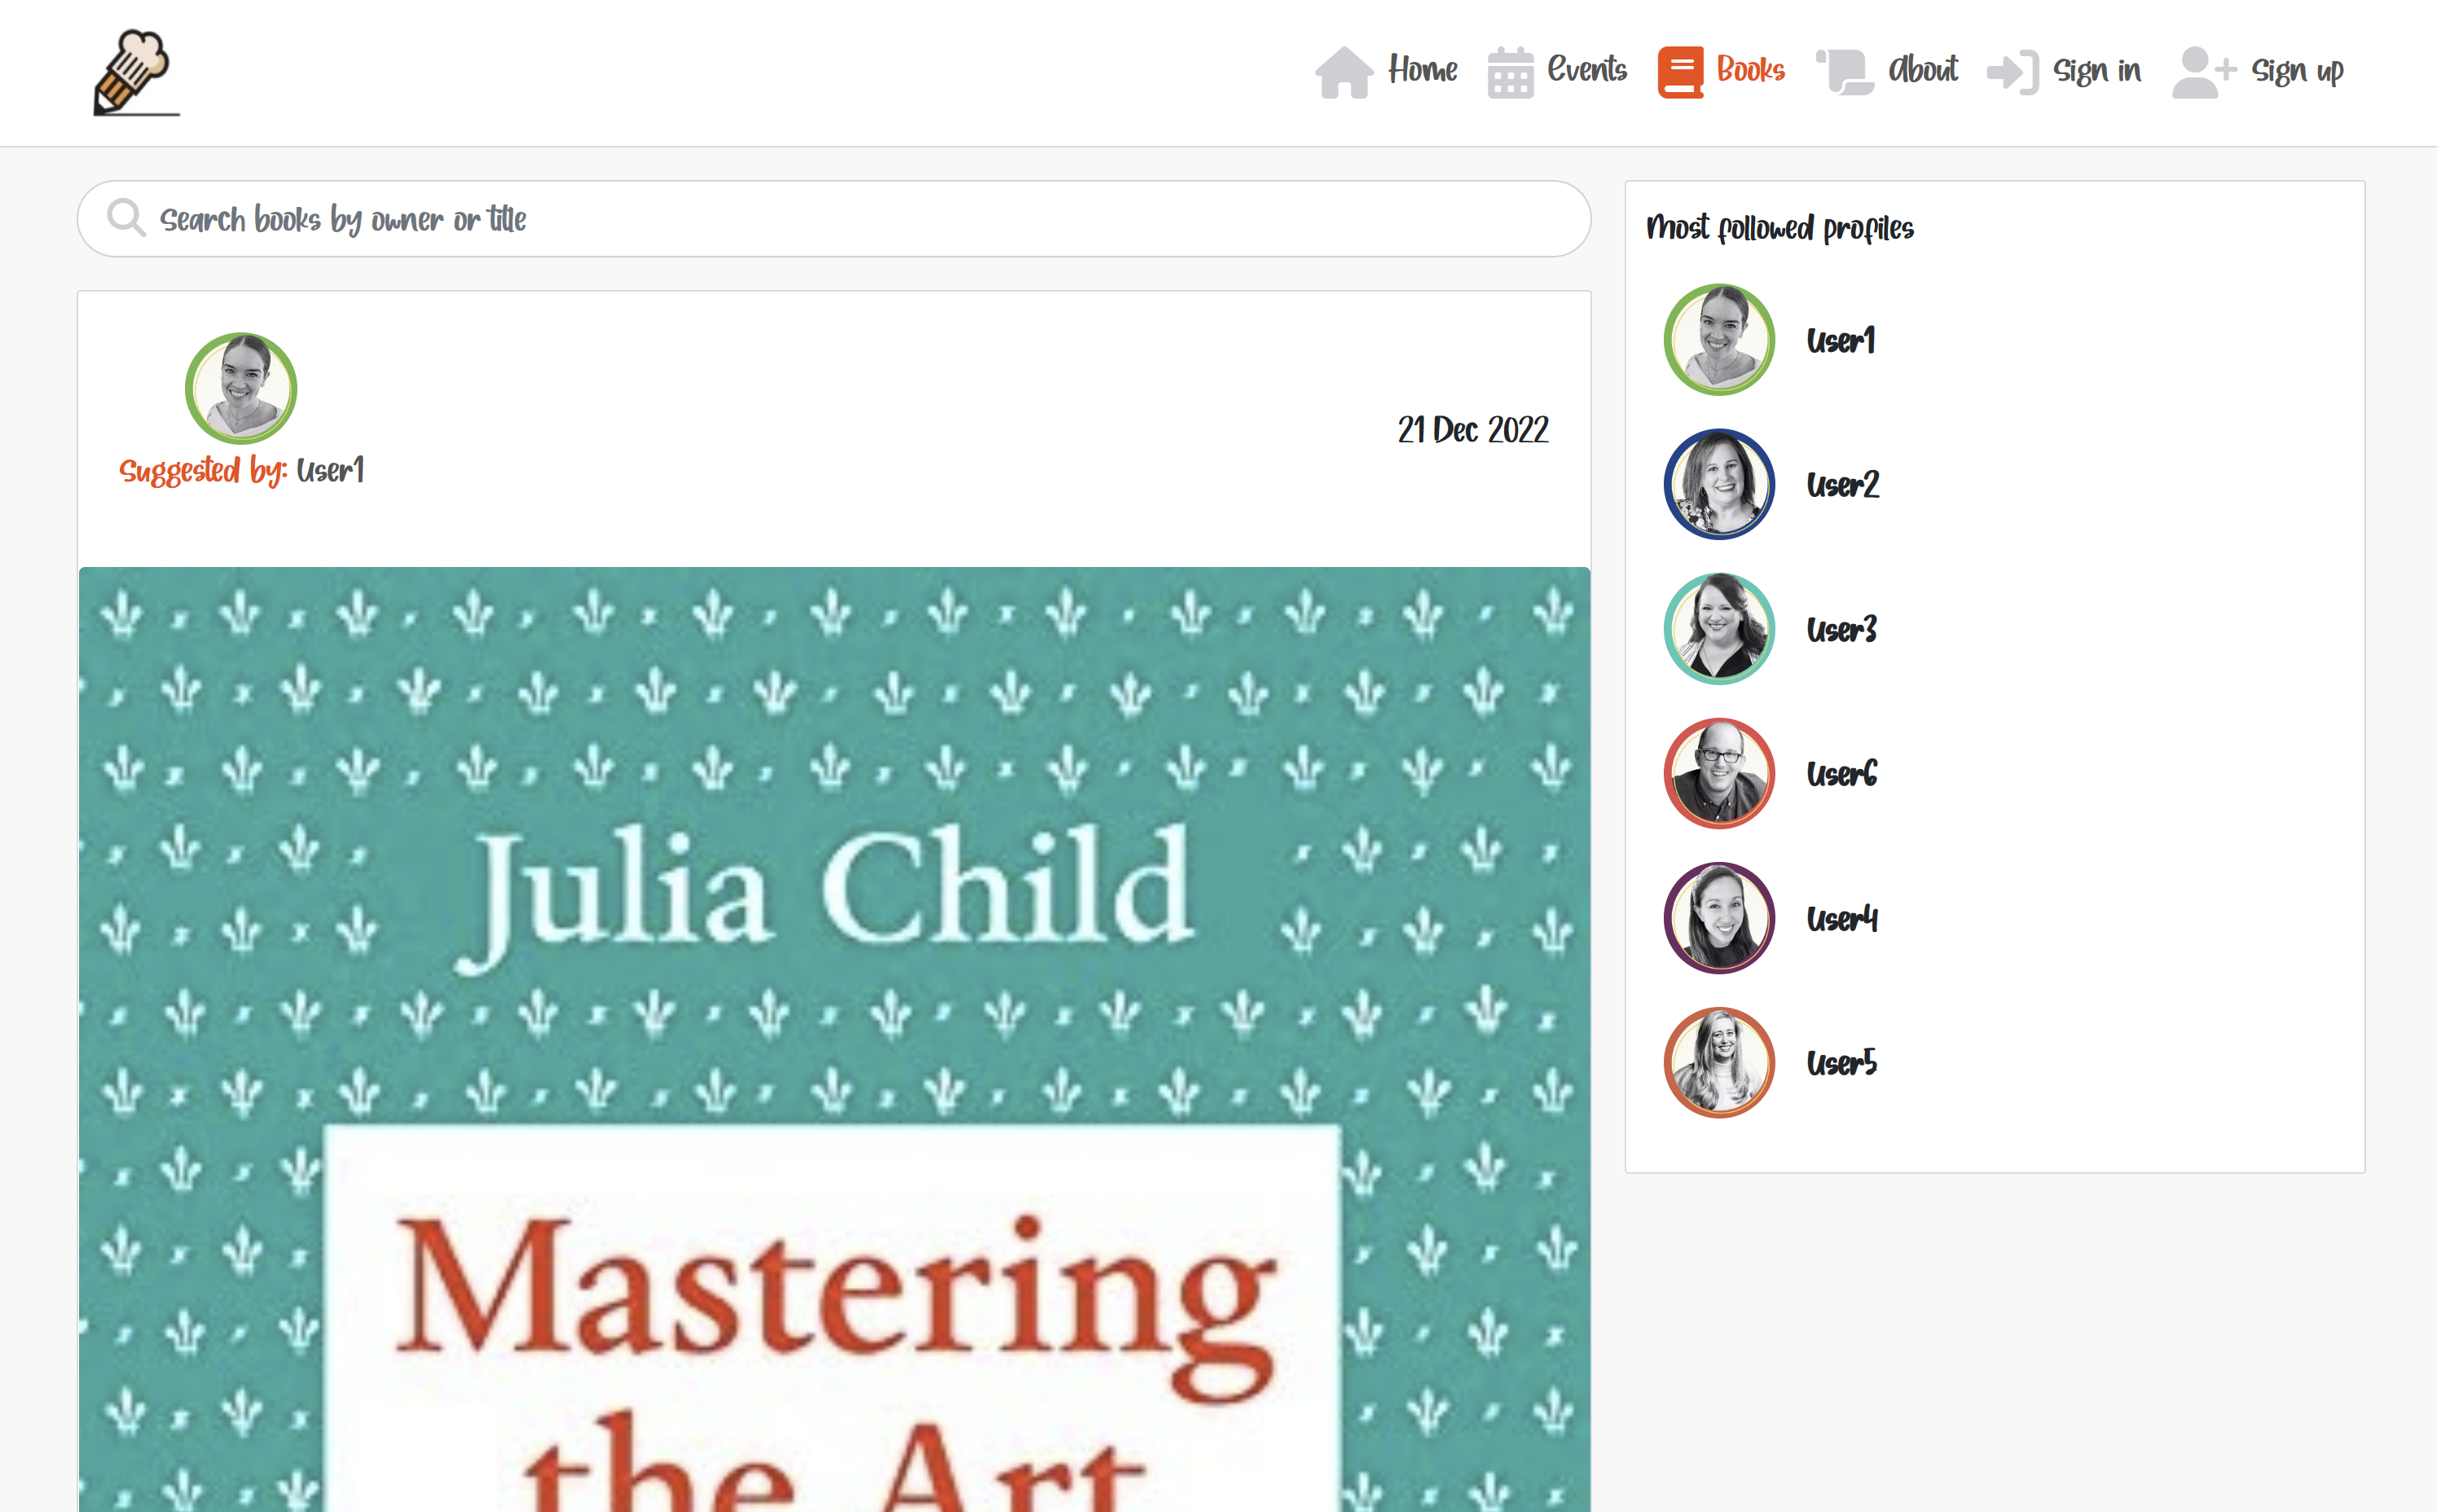 Home Events Books About Sign in Sign up
Search books by owner or title
Suggested by: User1
21 Dec 2022
Julia Child
Mastering
the Art
Most followed profiles
User1
User2
User3
User6
User4
User5